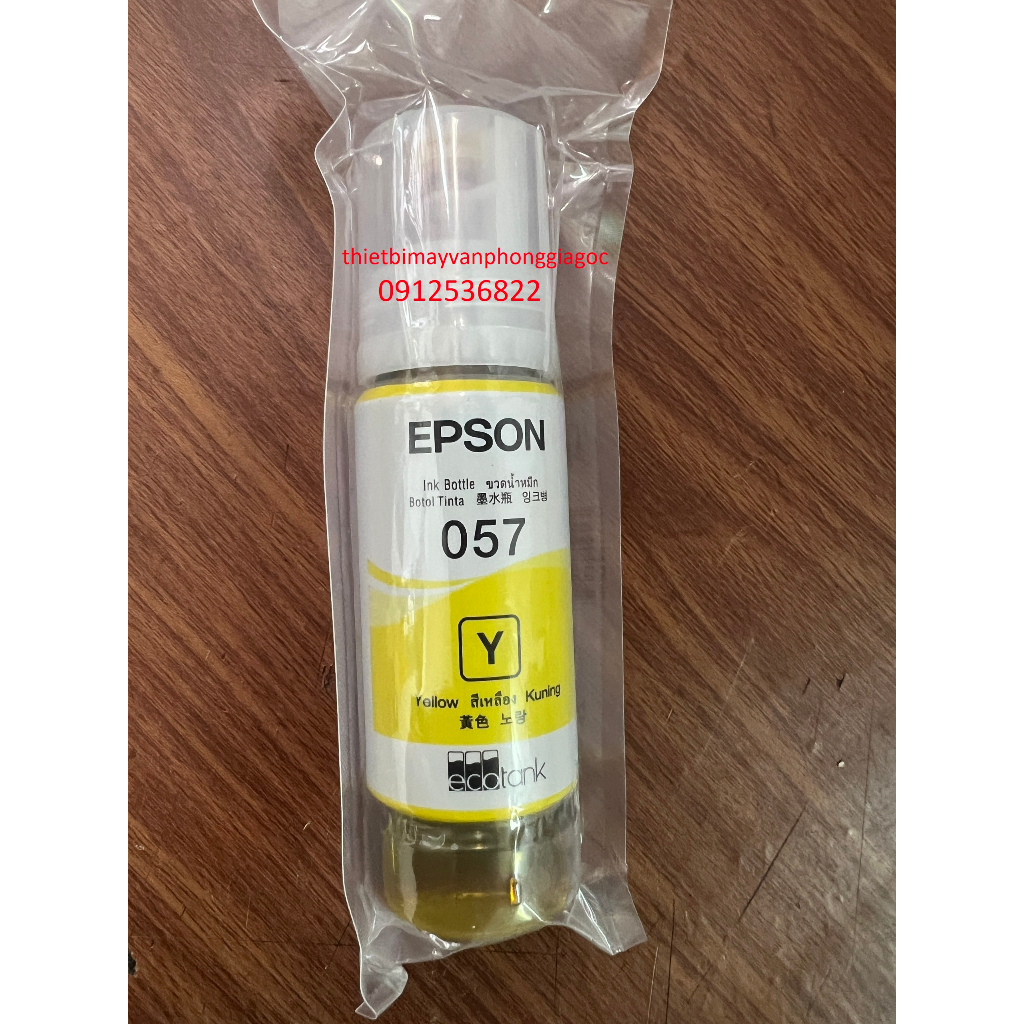 thietbimayvanphonggiagoc
0912536822
EPSON
Ink Bottle ขวดน้ำหมึก
Botol Tinta 墨水瓶 잉크병
057
Y
Yellow สีเหลือง Kuning
黃色 노랑
ecotank